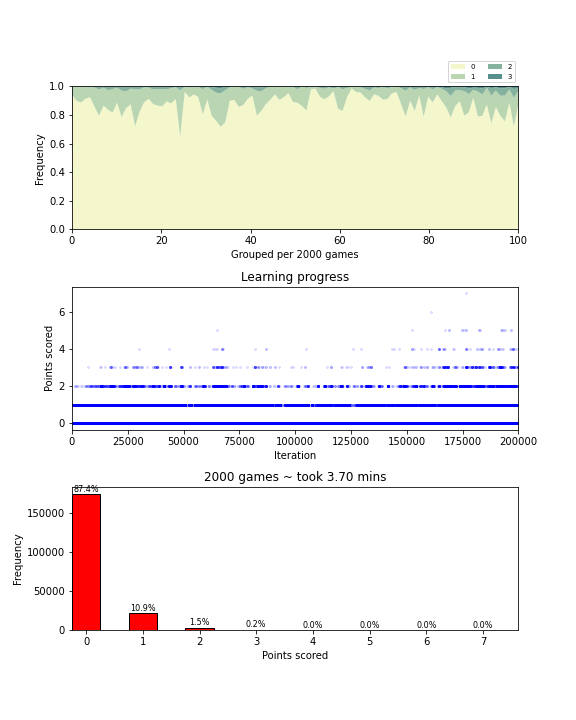 0 2
1 3
1.0
0.8
0.6
0.4
0.2
0.0
Frequency
0 20 40 60 80 100
Grouped per 2000 games
Learning progress
6
4
2
0
Points scored
0 25000 50000 75000 100000 125000 150000 175000 200000
Iteration
2000 games ~ took 3.70 mins
150000
100000
50000
0
Frequency
87.4% 10.9% 1.5% 0.2% 0.0% 0.0% 0.0% 0.0%
0 1 2 3 4 5 6 7
Points scored